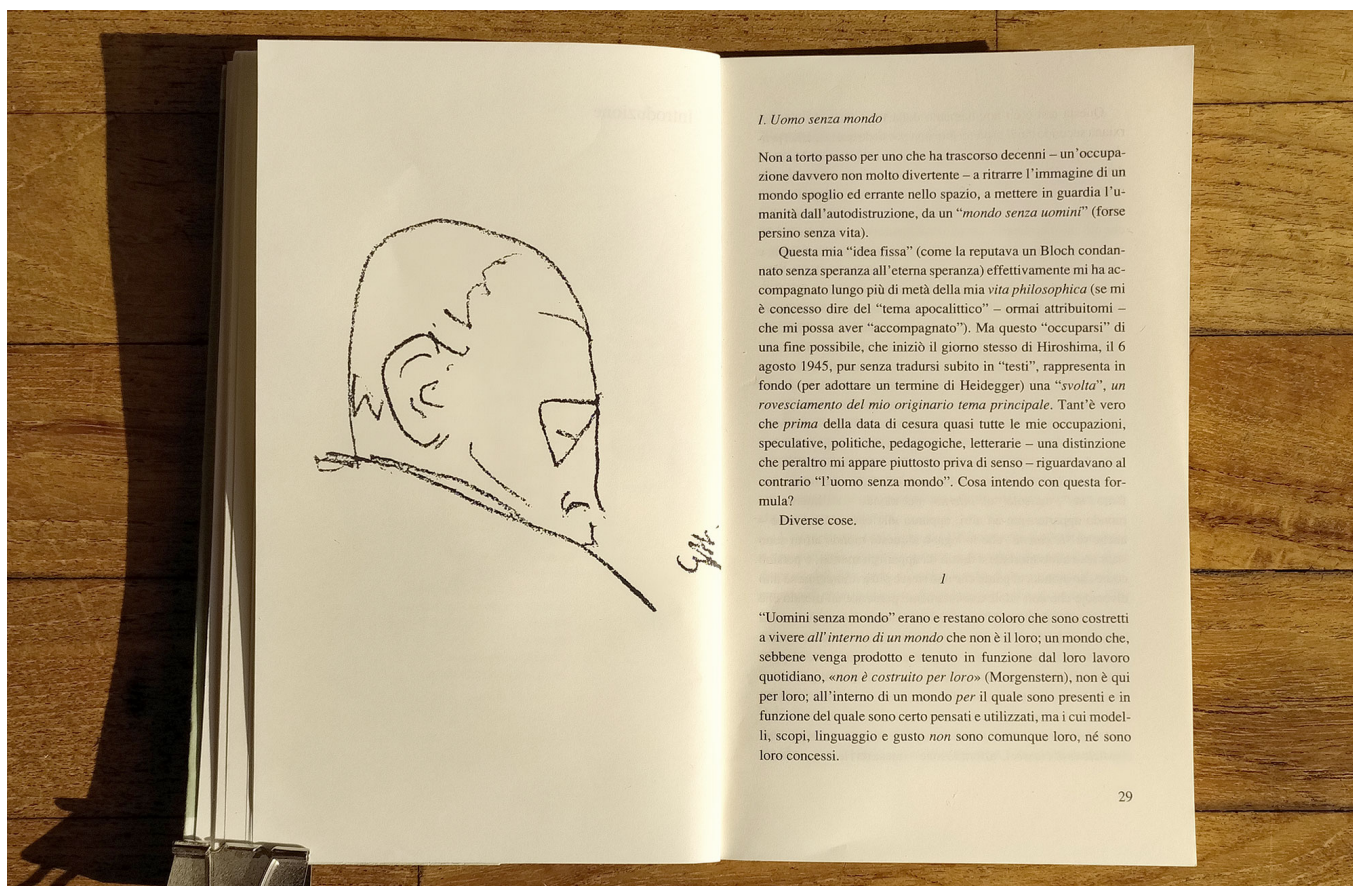 I. Uomo senza mondo
Non a torto passo per uno che ha trascorso decenni – un'occupa-
zione davvero non molto divertente – a ritrarre l'immagine di un
mondo spoglio ed errante nello spazio, a mettere in guardia l'u-
manità dall'autodistruzione, da un “mondo senza uomini” (forse
persino senza vita).
Questa mia “idea fissa” (come la reputava un Bloch condan-
nato senza speranza all'eterna speranza) effettivamente mi ha ac-
compagnato lungo più di metà della mia vita philosophica (se mi
è concesso dire del “tema apocalittico” – ormai attribuitomi –
che mi possa aver “accompagnato”). Ma questo “occuparsi” di
una fine possibile, che iniziò il giorno stesso di Hiroshima, il 6
agosto 1945, pur senza tradursi subito in “testi”, rappresenta in
fondo (per adottare un termine di Heidegger) una “svolta”, un
rovesciamento del mio originario tema principale. Tant'è vero
che prima della data di cesura quasi tutte le mie occupazioni,
speculative, politiche, pedagogiche, letterarie – una distinzione
che peraltro mi appare piuttosto priva di senso – riguardavano al
contrario “l'uomo senza mondo”. Cosa intendo con questa for-
mula?
Diverse cose.
1
“Uomini senza mondo” erano e restano coloro che sono costretti
a vivere all'interno di un mondo che non è il loro; un mondo che,
sebbene venga prodotto e tenuto in funzione dal loro lavoro
quotidiano, «non è costruito per loro» (Morgenstern), non è qui
per loro; all'interno di un mondo per il quale sono presenti e in
funzione del quale sono certo pensati e utilizzati, ma i cui model-
li, scopi, linguaggio e gusto non sono comunque loro, né sono
loro concessi.
29